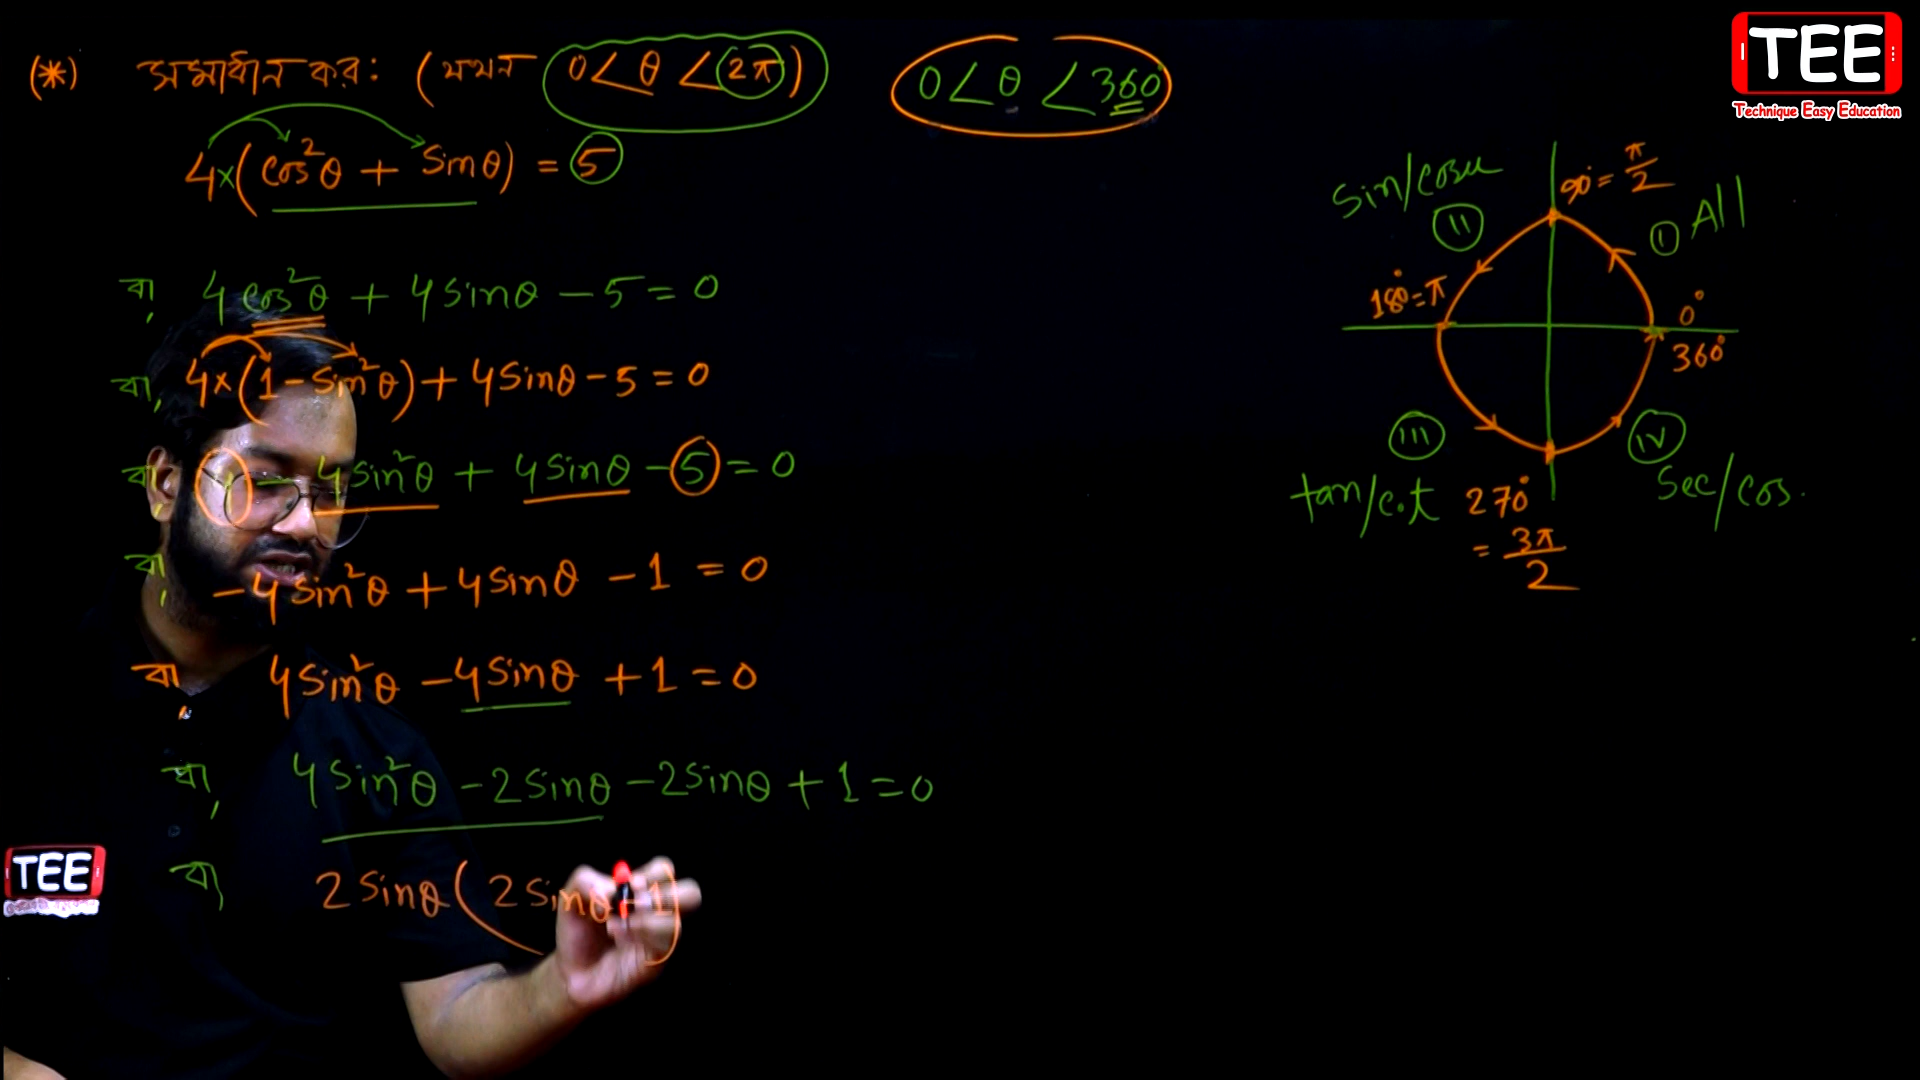 (*) সমাধান কর: (যখন 0 < θ < 2π) 0 < θ < 360°
4×(cos²θ + sinθ) = 5
বা, 4cos²θ + 4sinθ − 5 = 0
বা, 4×(1 − sin²θ) + 4sinθ − 5 = 0
বা, 4 − 4sin²θ + 4sinθ − 5 = 0
বা, −4sin²θ + 4sinθ − 1 = 0
বা 4sin²θ − 4sinθ + 1 = 0
বা, 4sin²θ − 2sinθ − 2sinθ + 1 = 0
বা 2sinθ(2sinθ − 1)
TEE
Technique Easy Education
90° = π/2
sin/cosec
II
I All
180° = π
0°
360°
III
IV
tan/cot
sec/cos.
270°
= 3π/2
TEE